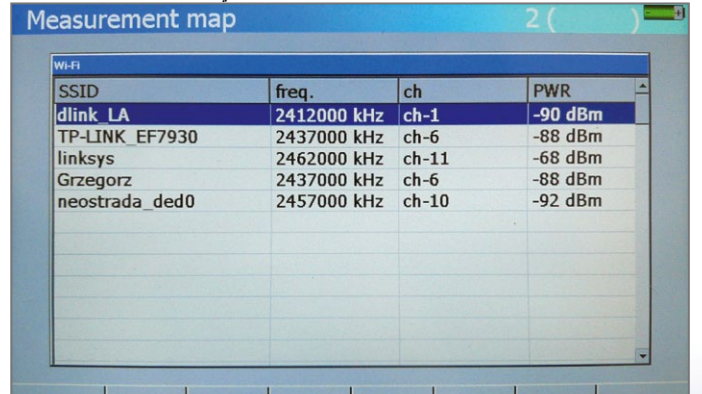 Measurement map 2 ( )
Wi-Fi
SSID freq. ch PWR
dlink_LA 2412000 kHz ch-1 -90 dBm
TP-LINK_EF7930 2437000 kHz ch-6 -88 dBm
linksys 2462000 kHz ch-11 -68 dBm
Grzegorz 2437000 kHz ch-6 -88 dBm
neostrada_ded0 2457000 kHz ch-10 -92 dBm